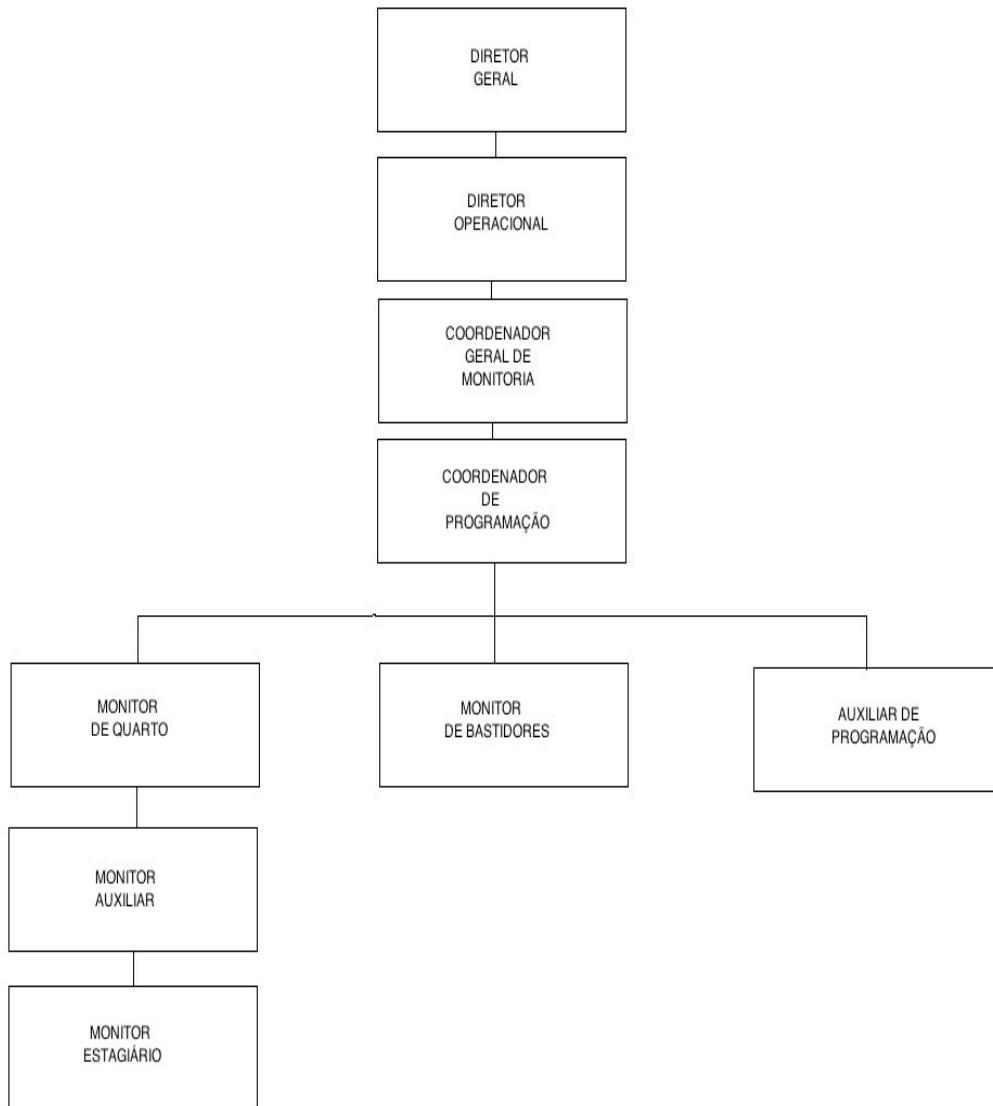 DIRETOR
GERAL
DIRETOR
OPERACIONAL
COORDENADOR
GERAL DE
MONITORIA
COORDENADOR
DE
PROGRAMAÇÃO
MONITOR
DE QUARTO
MONITOR
DE BASTIDORES
AUXILIAR DE
PROGRAMAÇÃO
MONITOR
AUXILIAR
MONITOR
ESTAGIÁRIO